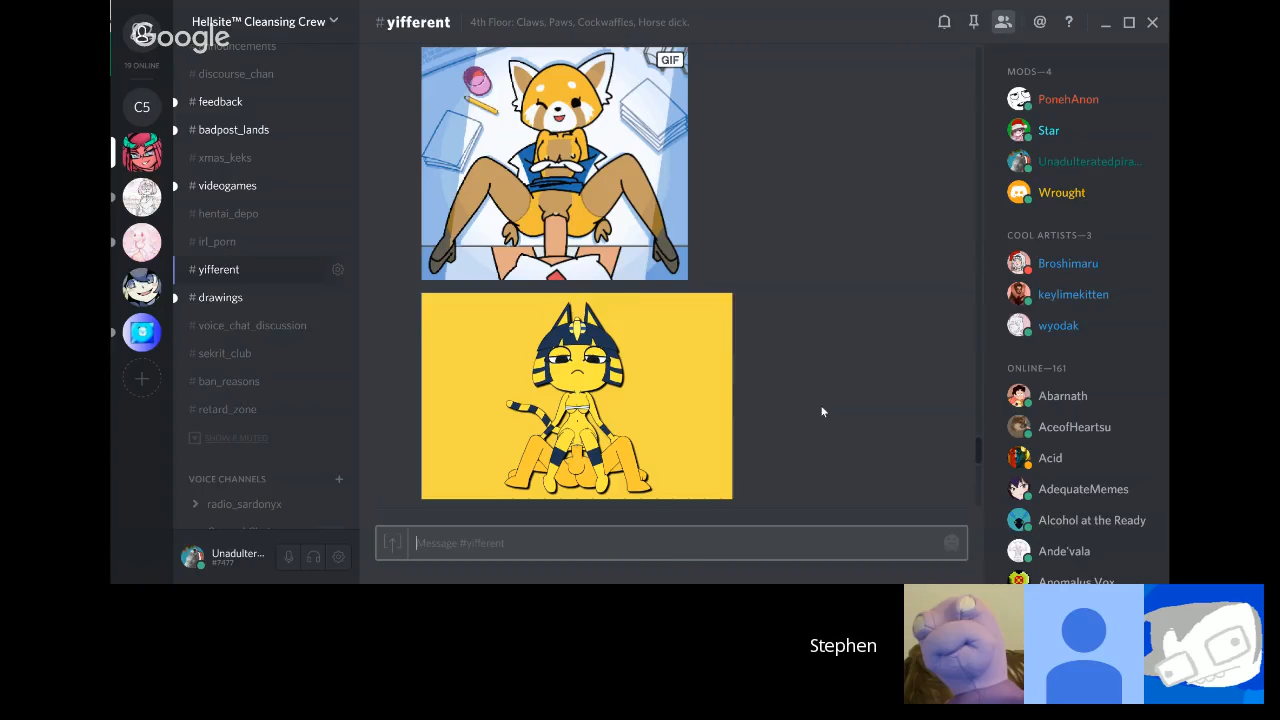 Google
19 ONLINE
C5
Hellsite™ Cleansing Crew
announcements
# discourse_chan
# feedback
# badpost_lands
# xmas_keks
# videogames
# hentai_depo
# irl_porn
# yifferent
# drawings
# voice_chat_discussion
# sekrit_club
# ban_reasons
# retard_zone
VOICE CHANNELS
radio_sardonyx
Unadulter...
#7477
# yifferent
4th Floor: Claws, Paws, Cockwaffles, Horse dick.
GIF
Message #yifferent
MODS—4
PonehAnon
Star
Unadulteratedpira...
Wrought
COOL ARTISTS—3
Broshimaru
keylimekitten
wyodak
ONLINE—161
Abarnath
AceofHeartsu
Acid
AdequateMemes
Alcohol at the Ready
Ande'vala
Anomalus Vox
Stephen